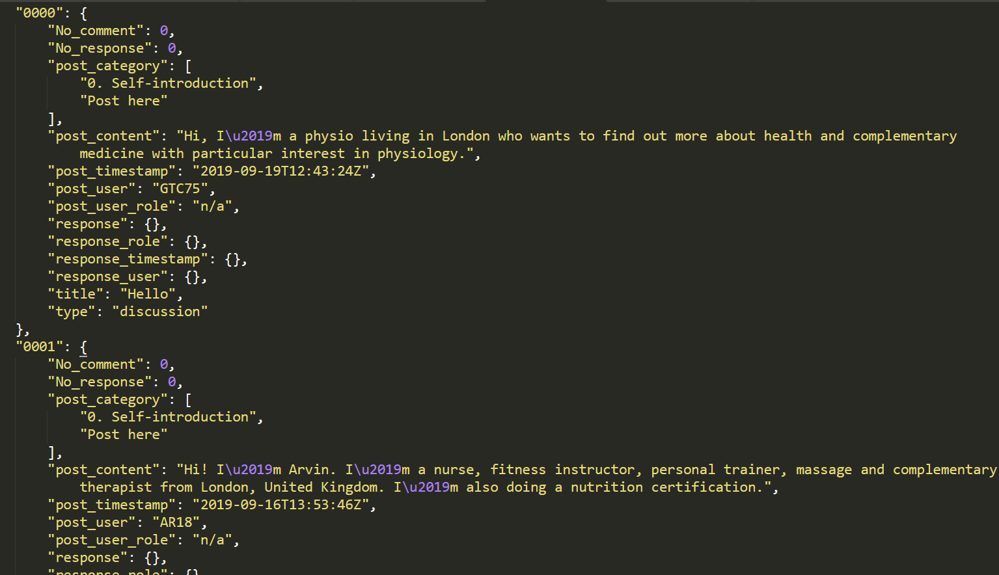 "0000": {
"No_comment": 0,
"No_response": 0,
"post_category": [
"0. Self-introduction",
"Post here"
],
"post_content": "Hi, I\u2019m a physio living in London who wants to find out more about health and complementary
medicine with particular interest in physiology.",
"post_timestamp": "2019-09-19T12:43:24Z",
"post_user": "GTC75",
"post_user_role": "n/a",
"response": {},
"response_role": {},
"response_timestamp": {},
"response_user": {},
"title": "Hello",
"type": "discussion"
},
"0001": {
"No_comment": 0,
"No_response": 0,
"post_category": [
"0. Self-introduction",
"Post here"
],
"post_content": "Hi! I\u2019m Arvin. I\u2019m a nurse, fitness instructor, personal trainer, massage and complementary
therapist from London, United Kingdom. I\u2019m also doing a nutrition certification.",
"post_timestamp": "2019-09-16T13:53:46Z",
"post_user": "AR18",
"post_user_role": "n/a",
"response": {},
"response_role": {}